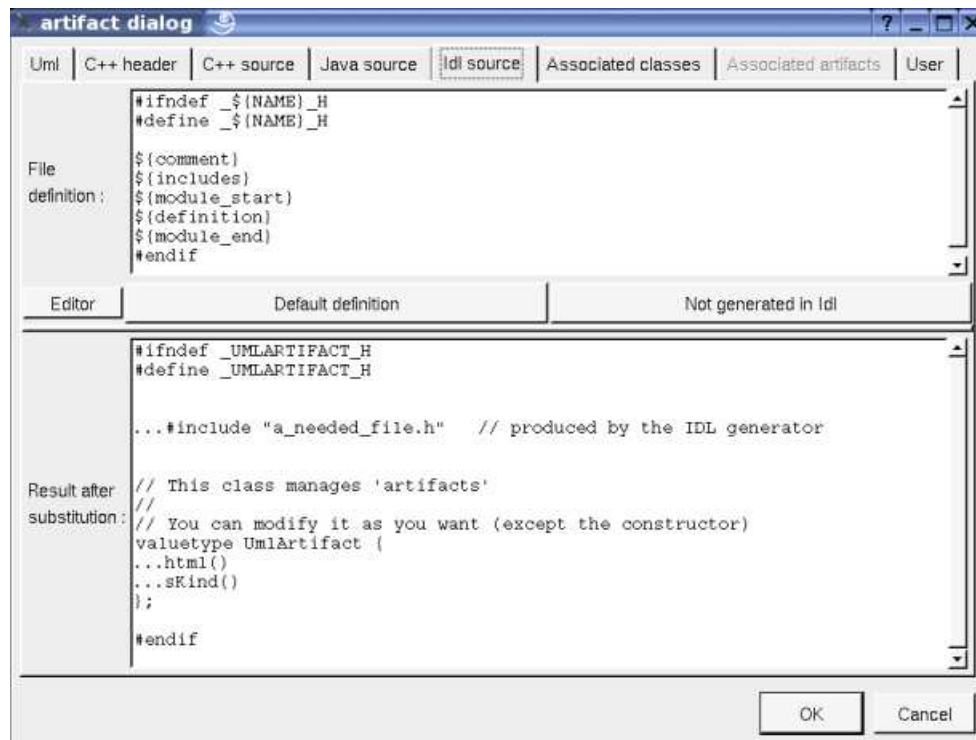 artifact dialog
Uml C++ header C++ source Java source Idl source Associated classes Associated artifacts User
File
definition :
#ifndef _${NAME}_H
#define _${NAME}_H
${comment}
${includes}
${module_start}
${definition}
${module_end}
#endif
Editor Default definition Not generated in Idl
Result after
substitution :
#ifndef _UMLARTIFACT_H
#define _UMLARTIFACT_H
...#include "a_needed_file.h" // produced by the IDL generator
// This class manages 'artifacts'
//
// You can modify it as you want (except the constructor)
valuetype UmlArtifact {
...html()
...sKind()
};
#endif
OK Cancel